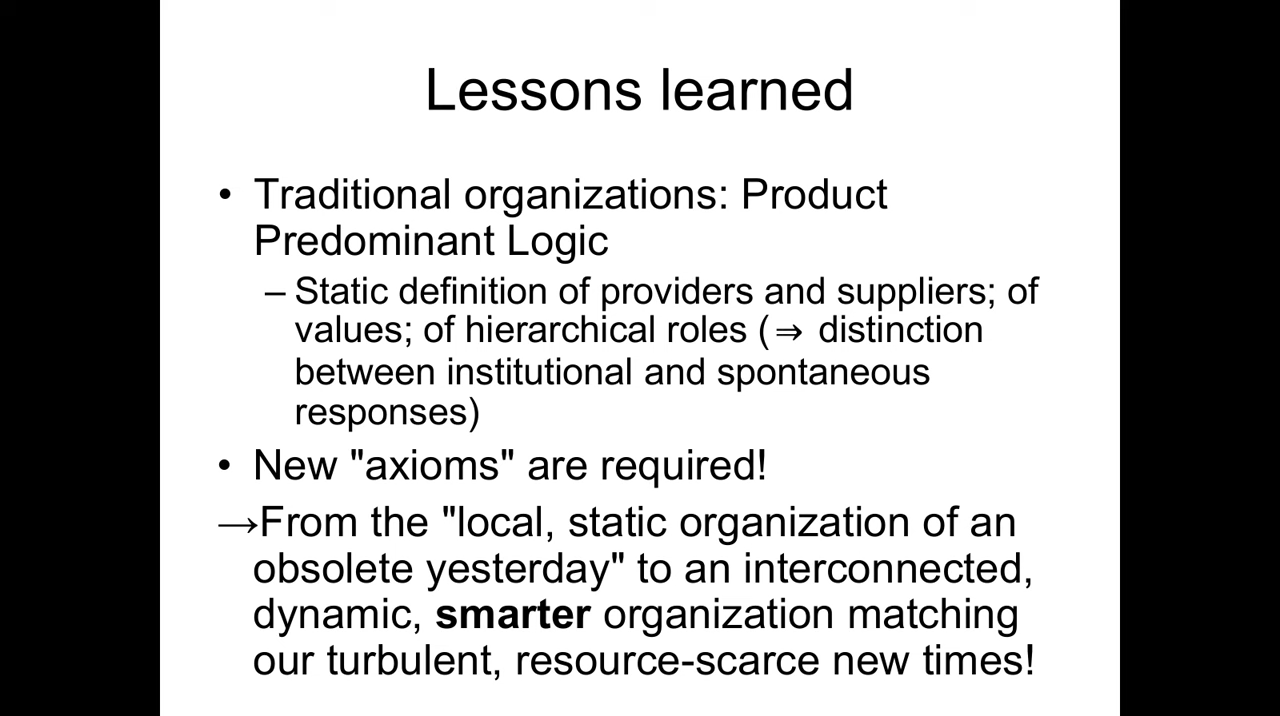 Lessons learned
• Traditional organizations: Product
Predominant Logic
– Static definition of providers and suppliers; of
values; of hierarchical roles (⇒ distinction
between institutional and spontaneous
responses)
• New "axioms" are required!
→From the "local, static organization of an
obsolete yesterday" to an interconnected,
dynamic, smarter organization matching
our turbulent, resource-scarce new times!